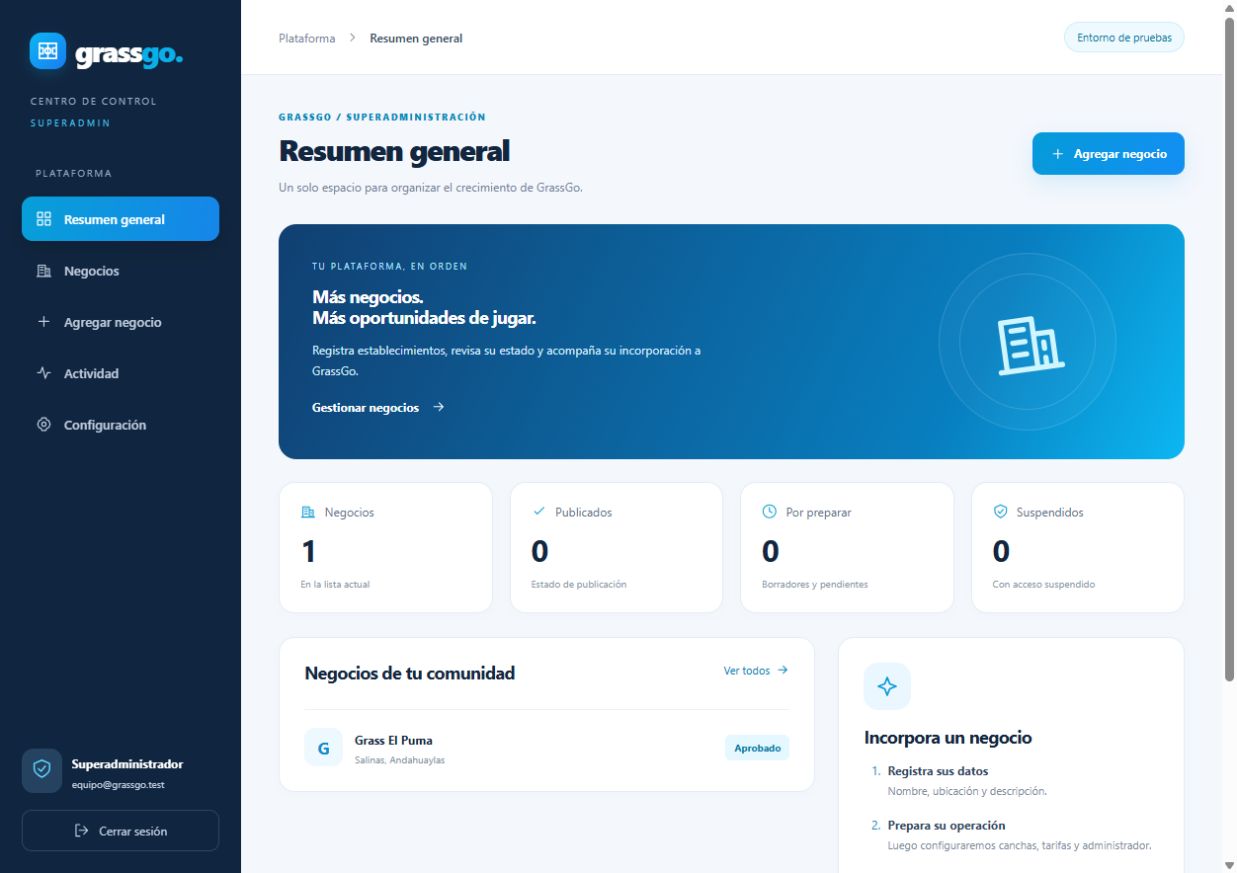 grassgo.
CENTRO DE CONTROL
SUPERADMIN
PLATAFORMA
Resumen general
Negocios
Agregar negocio
Actividad
Configuración
Superadministrador
equipo@grassgo.test
Cerrar sesión
Plataforma > Resumen general
Entorno de pruebas
GRASSGO / SUPERADMINISTRACIÓN
Resumen general
Un solo espacio para organizar el crecimiento de GrassGo.
+ Agregar negocio
TU PLATAFORMA, EN ORDEN
Más negocios.
Más oportunidades de jugar.
Registra establecimientos, revisa su estado y acompaña su incorporación a
GrassGo.
Gestionar negocios →
Negocios
1
En la lista actual
Publicados
0
Estado de publicación
Por preparar
0
Borradores y pendientes
Suspendidos
0
Con acceso suspendido
Negocios de tu comunidad
Ver todos →
G
Grass El Puma
Salinas, Andahuaylas
Aprobado
Incorpora un negocio
1. Registra sus datos
Nombre, ubicación y descripción.
2. Prepara su operación
Luego configuraremos canchas, tarifas y administrador.